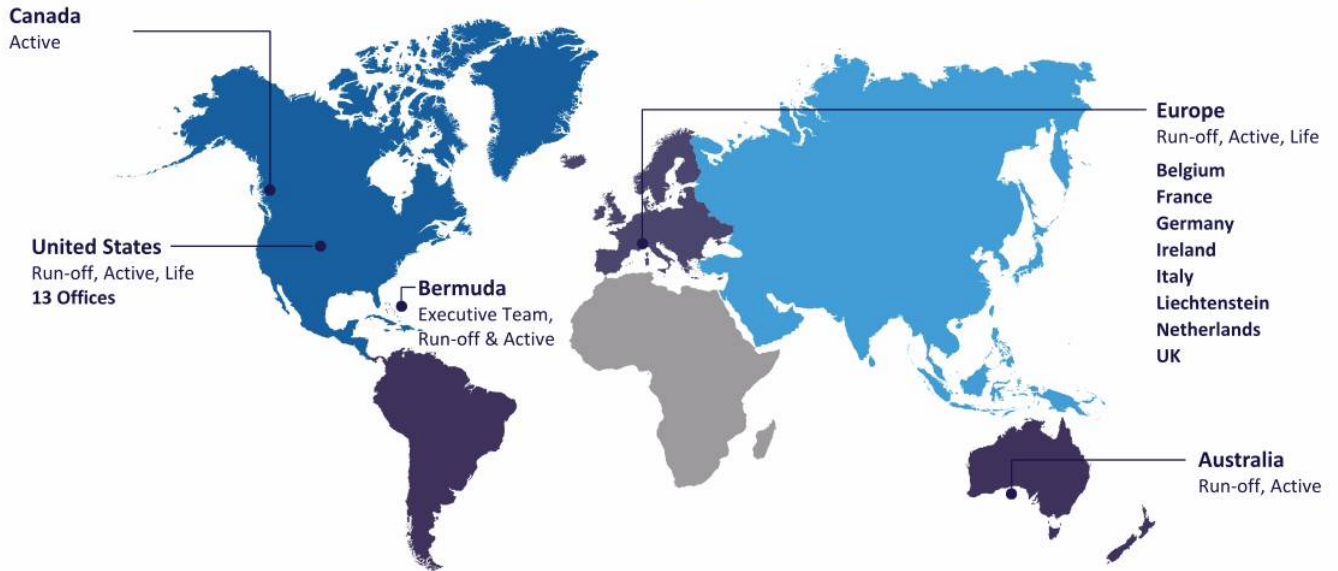 Canada
Active
United States
Run-off, Active, Life
13 Offices
Bermuda
Executive Team,
Run-off & Active
Europe
Run-off, Active, Life
Belgium
France
Germany
Ireland
Italy
Liechtenstein
Netherlands
UK
Australia
Run-off, Active